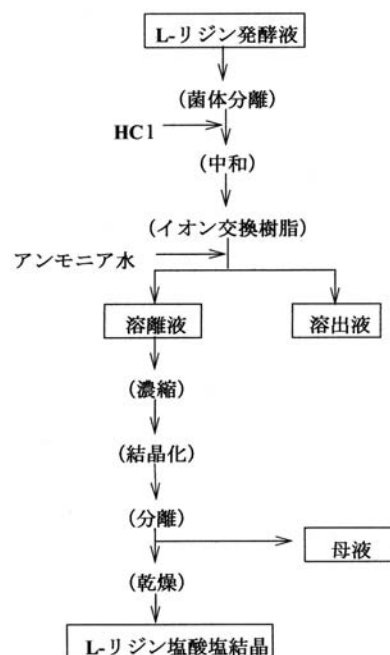 L-リジン発酵液
(菌体分離)
HCl
(中和)
(イオン交換樹脂)
アンモニア水
溶離液 溶出液
(濃縮)
(結晶化)
(分離)
母液
(乾燥)
L-リジン塩酸塩結晶